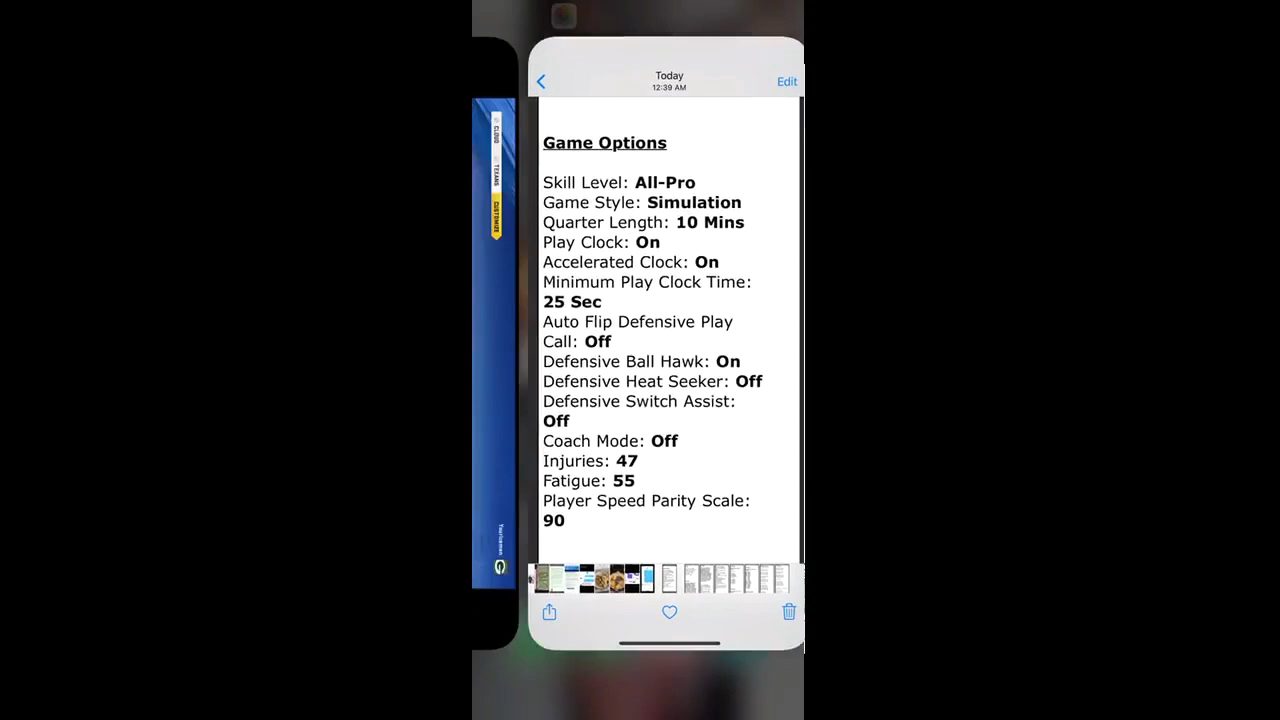 Today
12:39 AM
Edit
Game Options
Skill Level: All-Pro
Game Style: Simulation
Quarter Length: 10 Mins
Play Clock: On
Accelerated Clock: On
Minimum Play Clock Time:
25 Sec
Auto Flip Defensive Play
Call: Off
Defensive Ball Hawk: On
Defensive Heat Seeker: Off
Defensive Switch Assist:
Off
Coach Mode: Off
Injuries: 47
Fatigue: 55
Player Speed Parity Scale:
90
CLOUD
TEXANS
CUSTOMIZE
G